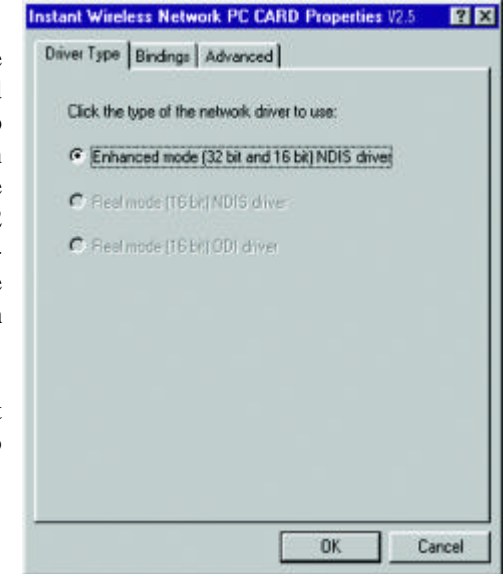 Instant Wireless Network PC CARD Properties V2.5
Driver Type Bindings Advanced
Click the type of the network driver to use:
Enhanced mode (32 bit and 16 bit) NDIS driver
Real mode (16 bit) NDIS driver
Real mode (16 bit) ODI driver
OK Cancel